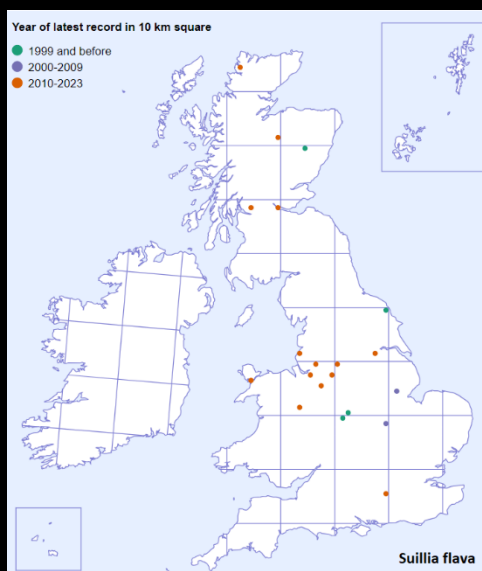 Year of latest record in 10 km square
1999 and before
2000-2009
2010-2023
Suillia flava